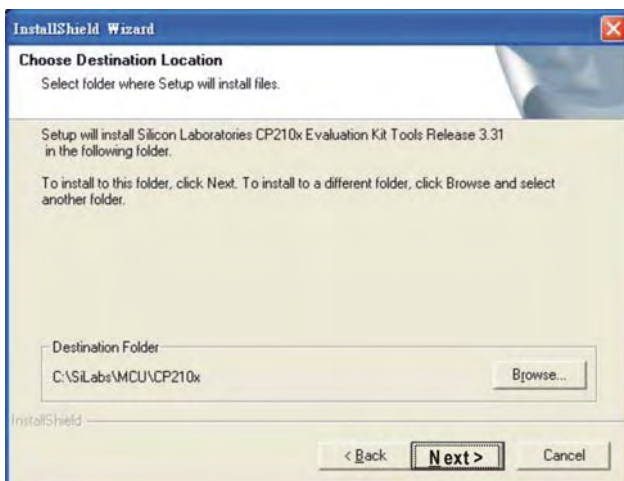 InstallShield Wizard
Choose Destination Location
Select folder where Setup will install files.
Setup will install Silicon Laboratories CP210x Evaluation Kit Tools Release 3.31
in the following folder.
To install to this folder, click Next. To install to a different folder, click Browse and select
another folder.
Destination Folder
C:\SiLabs\MCU\CP210x
Browse...
InstallShield
< Back
Next >
Cancel